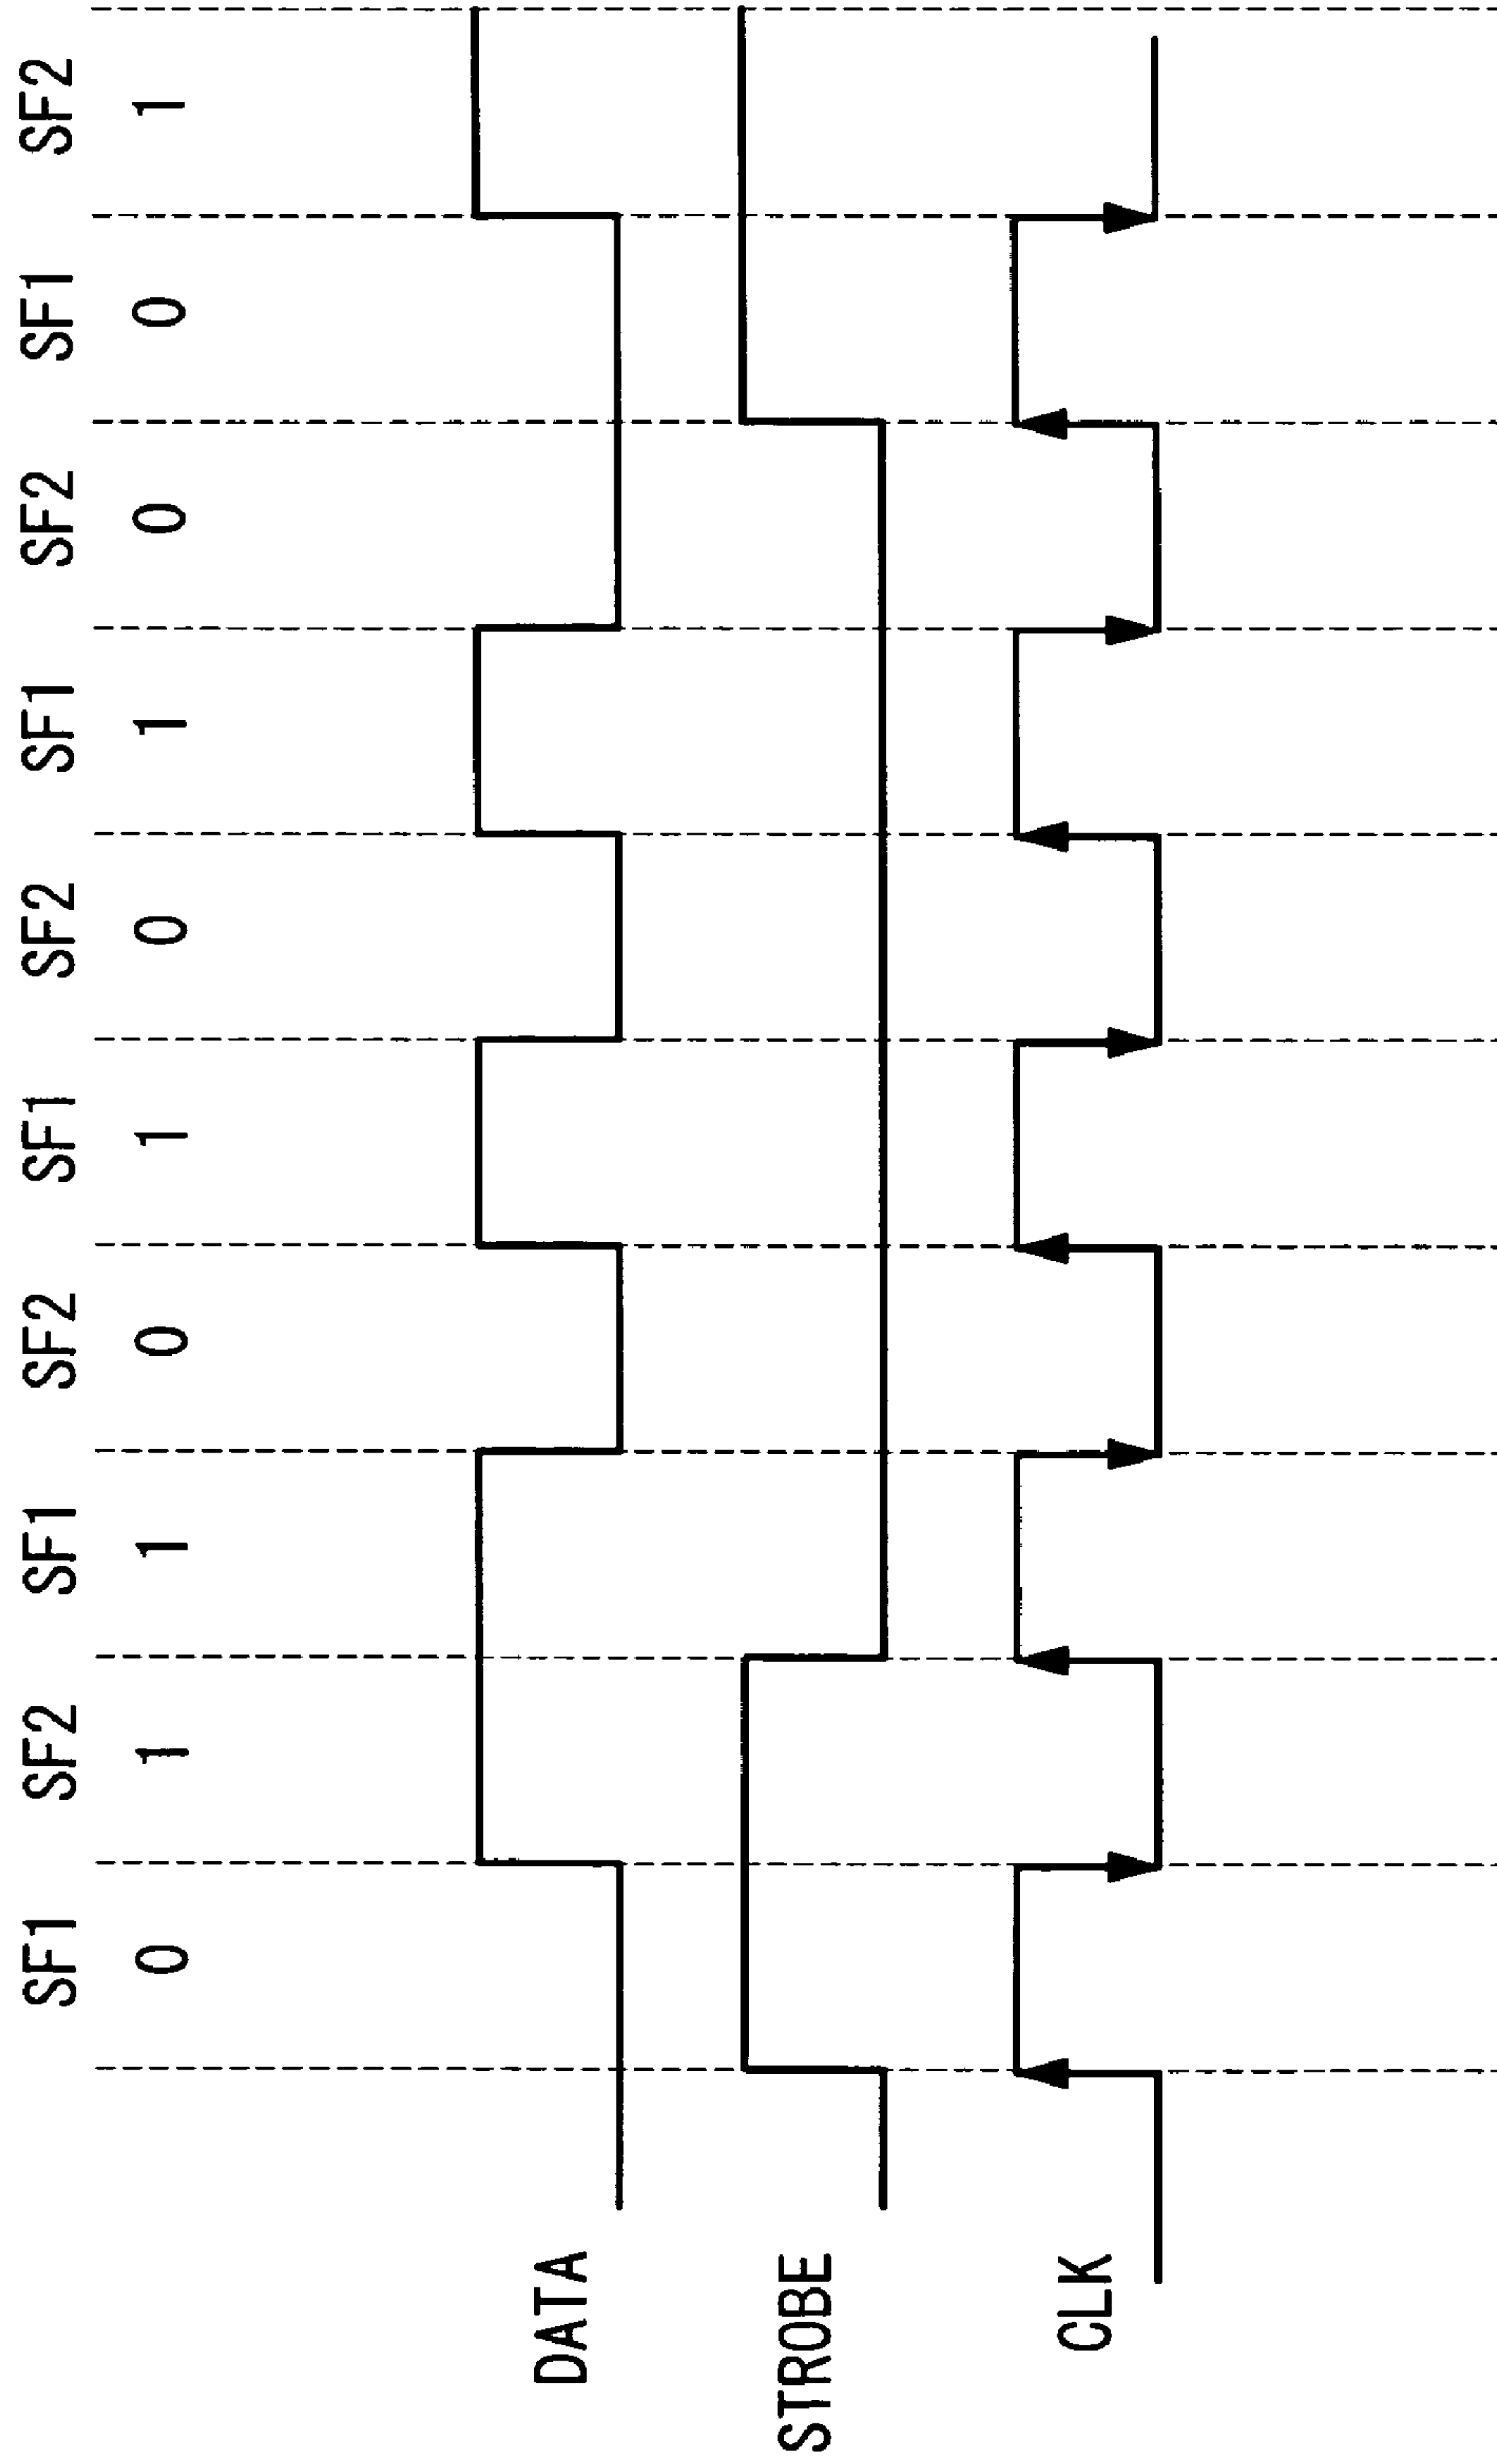 SF1 SF2 SF1 SF2 SF1 SF2 SF1 SF2 SF1 SF2
0 1 1 0 1 0 1 0 0 1
DATA
STROBE
CLK